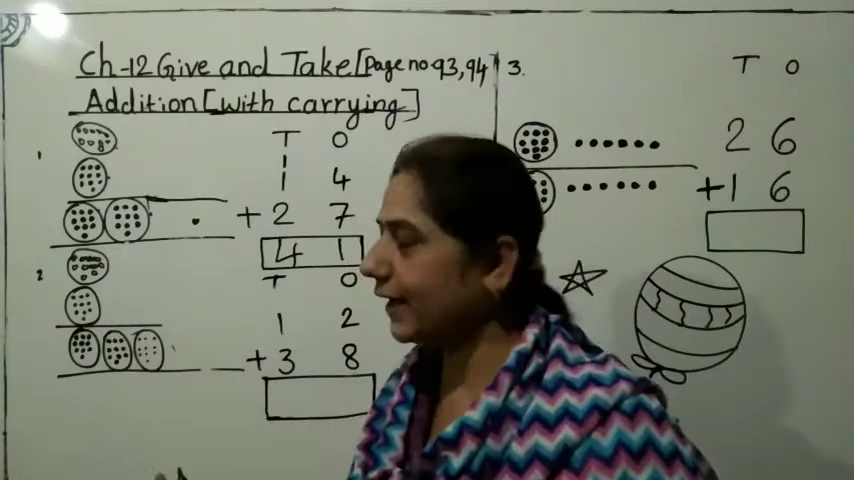 Ch-12 Give and Take [Page no 93,94
Addition [with carrying]
1
T O
1
1 4
+ 2 7
4 1
2
T O
1 2
+ 3 8
3.
T O
2 6
+ 1 6